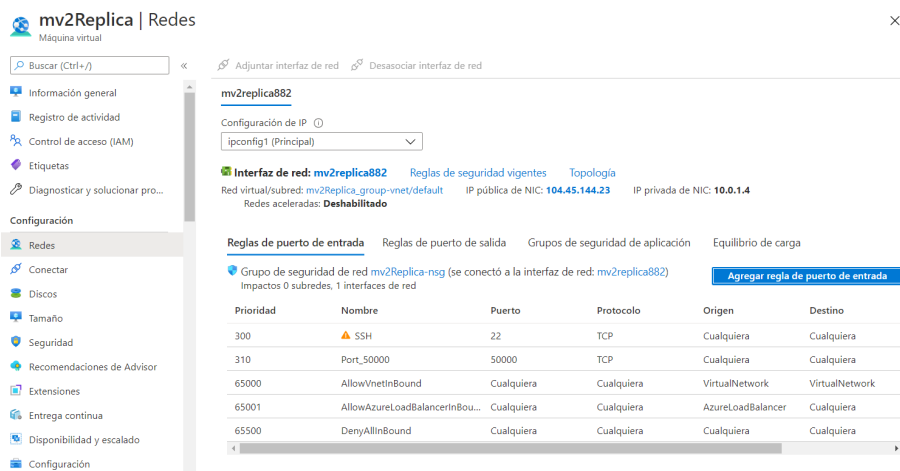 mv2Replica | Redes
Máquina virtual
Buscar (Ctrl+/)
Información general
Registro de actividad
Control de acceso (IAM)
Etiquetas
Diagnosticar y solucionar pro...
Configuración
Redes
Conectar
Discos
Tamaño
Seguridad
Recomendaciones de Advisor
Extensiones
Entrega continua
Disponibilidad y escalado
Configuración
Adjuntar interfaz de red Desasociar interfaz de red
mv2replica882
Configuración de IP
ipconfig1 (Principal)
Interfaz de red: mv2replica882 Reglas de seguridad vigentes Topología
Red virtual/subred: mv2Replica_group-vnet/default IP pública de NIC: 104.45.144.23 IP privada de NIC: 10.0.1.4
Redes aceleradas: Deshabilitado
Reglas de puerto de entrada Reglas de puerto de salida Grupos de seguridad de aplicación Equilibrio de carga
Grupo de seguridad de red mv2Replica-nsg (se conectó a la interfaz de red: mv2replica882)
Impactos 0 subredes, 1 interfaces de red
Agregar regla de puerto de entrada
Prioridad Nombre Puerto Protocolo Origen Destino
300 SSH 22 TCP Cualquiera Cualquiera
310 Port_50000 50000 TCP Cualquiera Cualquiera
65000 AllowVnetInBound Cualquiera Cualquiera VirtualNetwork VirtualNetwork
65001 AllowAzureLoadBalancerInBou... Cualquiera Cualquiera AzureLoadBalancer Cualquiera
65500 DenyAllInBound Cualquiera Cualquiera Cualquiera Cualquiera